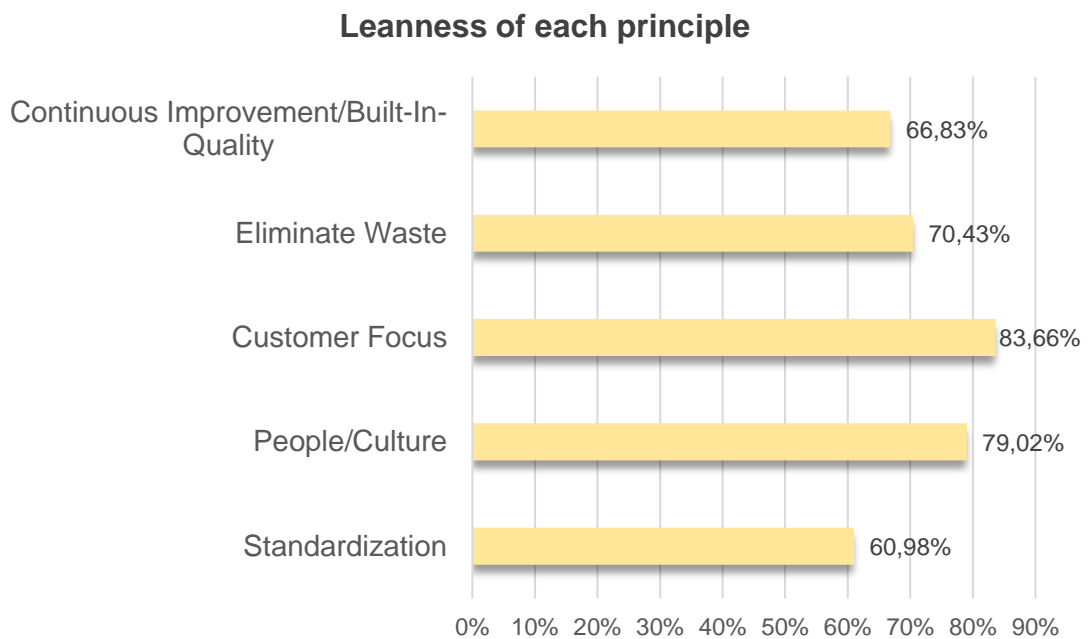 Leanness of each principle
Continuous Improvement/Built-In-
Quality
66,83%
Eliminate Waste
70,43%
Customer Focus
83,66%
People/Culture
79,02%
Standardization
60,98%
0% 10% 20% 30% 40% 50% 60% 70% 80% 90%